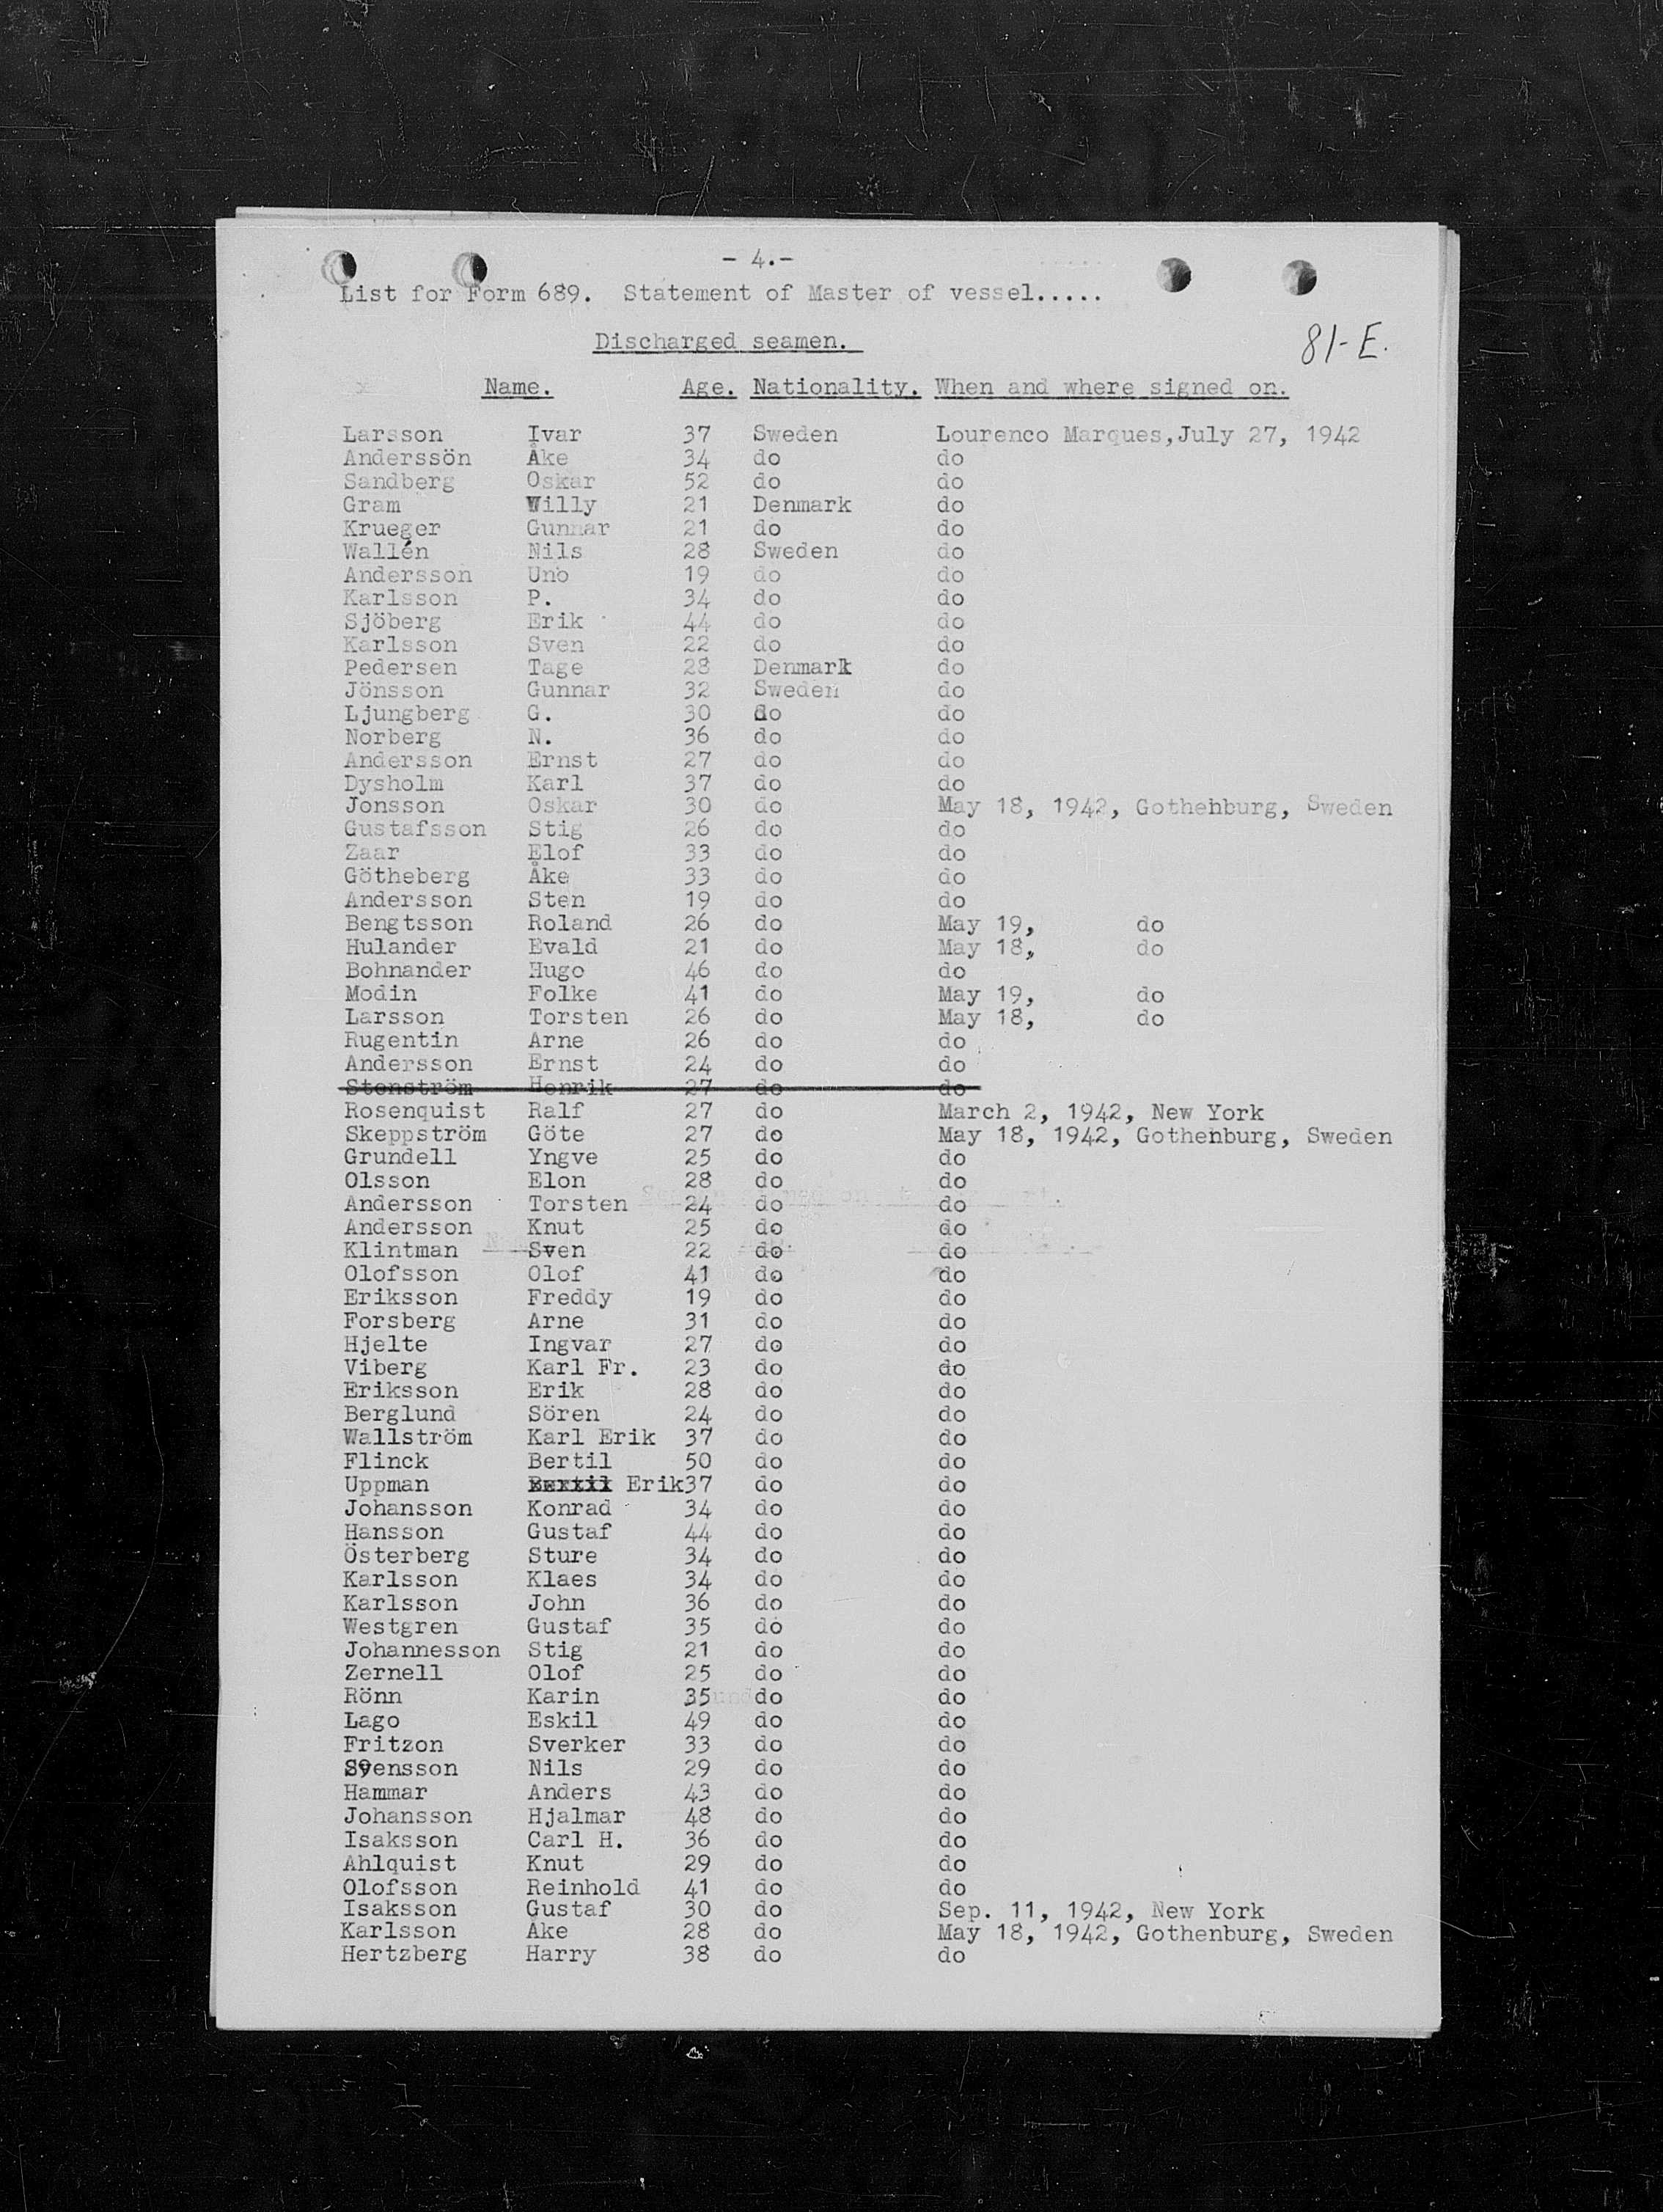 - 4.-
List for Form 689. Statement of Master of vessel.....
Discharged seamen.
81-E.
Name. Age. Nationality. When and where signed on.
Larsson Ivar 37 Sweden Lourenco Marques,July 27, 1942
Anderssön Åke 34 do do
Sandberg Oskar 52 do do
Gram Willy 21 Denmark do
Krueger Gunnar 21 do do
Wallén Nils 28 Sweden do
Andersson Uno 19 do do
Karlsson P. 34 do do
Sjöberg Erik 44 do do
Karlsson Sven 22 do do
Pedersen Tage 28 Denmark do
Jönsson Gunnar 32 Sweden do
Ljungberg G. 30 do do
Norberg N. 36 do do
Andersson Ernst 27 do do
Dysholm Karl 37 do do
Jonsson Oskar 30 do May 18, 1942, Gothehburg, Sweden
Gustafsson Stig 26 do do
Zaar Elof 33 do do
Götheberg Åke 33 do do
Andersson Sten 19 do do
Bengtsson Roland 26 do May 19, do
Hulander Evald 21 do May 18, do
Bohnander Hugo 46 do do
Modin Folke 41 do May 19, do
Larsson Torsten 26 do May 18, do
Rugentin Arne 26 do do
Andersson Ernst 24 do do
Stenström Henrik 27 do do
Rosenquist Ralf 27 do March 2, 1942, New York
Skeppström Göte 27 do May 18, 1942, Gothenburg, Sweden
Grundell Yngve 25 do do
Olsson Elon 28 do do
Andersson Torsten 24 do do
Andersson Knut 25 do do
Klintman Sven 22 do do
Olofsson Olof 41 do do
Eriksson Freddy 19 do do
Forsberg Arne 31 do do
Hjelte Ingvar 27 do do
Viberg Karl Fr. 23 do do
Eriksson Erik 28 do do
Berglund Sören 24 do do
Wallström Karl Erik 37 do do
Flinck Bertil 50 do do
Uppman Bertil Erik37 do do
Johansson Konrad 34 do do
Hansson Gustaf 44 do do
Österberg Sture 34 do do
Karlsson Klaes 34 do do
Karlsson John 36 do do
Westgren Gustaf 35 do do
Johannesson Stig 21 do do
Zernell Olof 25 do do
Rönn Karin 35 do do
Lago Eskil 49 do do
Fritzon Sverker 33 do do
Svensson Nils 29 do do
Hammar Anders 43 do do
Johansson Hjalmar 48 do do
Isaksson Carl H. 36 do do
Ahlquist Knut 29 do do
Olofsson Reinhold 41 do do
Isaksson Gustaf 30 do Sep. 11, 1942, New York
Karlsson Ake 28 do May 18, 1942, Gothenburg, Sweden
Hertzberg Harry 38 do do